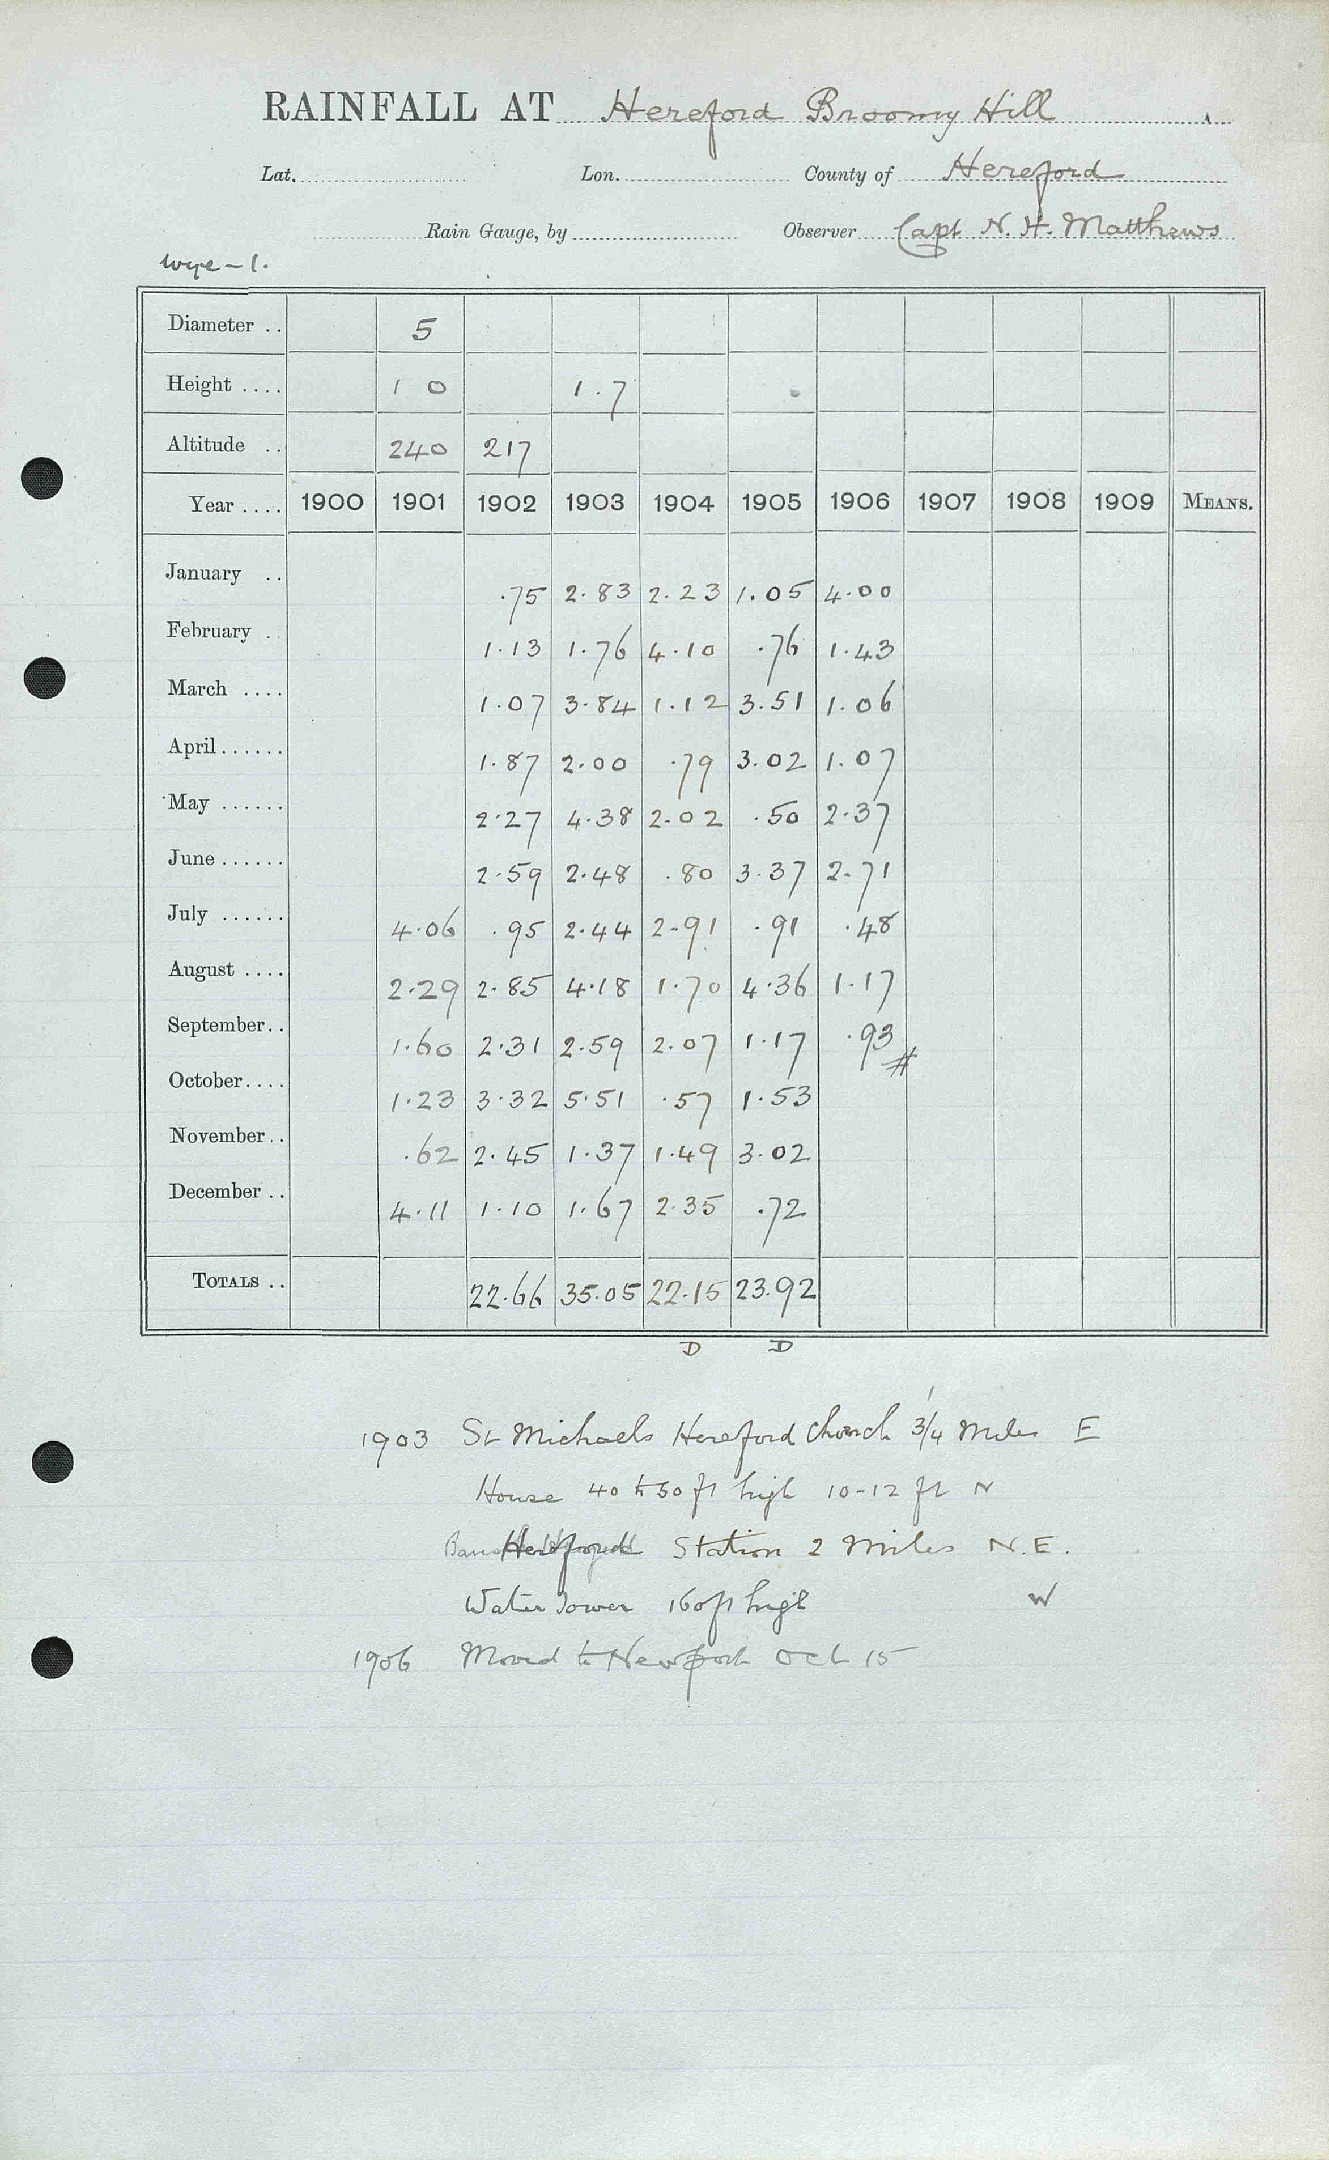 RAINFALL AT Hereford Broomy Hill
Lat. Lon. County of Hereford
Rain Gauge, by Observer Capt N. H. Matthews
Wye - 1.
Diameter .. 5
Height .... 1 0 1.7
Altitude .. 240 217
Year .... 1900 1901 1902 1903 1904 1905 1906 1907 1908 1909 MEANS.
January .. .75 2.83 2.23 1.05 4.00
February .. 1.13 1.76 4.10 .76 1.43
March .... 1.07 3.84 1.12 3.51 1.06
April ...... 1.87 2.00 .79 3.02 1.07
May ...... 2.27 4.38 2.02 .50 2.37
June ...... 2.59 2.48 .80 3.37 2.71
July ...... 4.06 .95 2.44 2.91 .91 .48
August .... 2.29 2.85 4.18 1.70 4.36 1.17
September .. 1.60 2.31 2.59 2.07 1.17 .93 #
October .... 1.23 3.32 5.51 .57 1.53
November .. .62 2.45 1.37 1.49 3.02
December .. 4.11 1.10 1.67 2.35 .72
TOTALS .. 22.66 35.05 22.15 23.92
D D
1903 St Michaels Hereford Church 3/4 Miles E
House 40 to 50 ft high 10-12 ft N
Station 2 Miles N.E.
Water Tower 160 ft high W
1906 Moved to Newport Oct 15